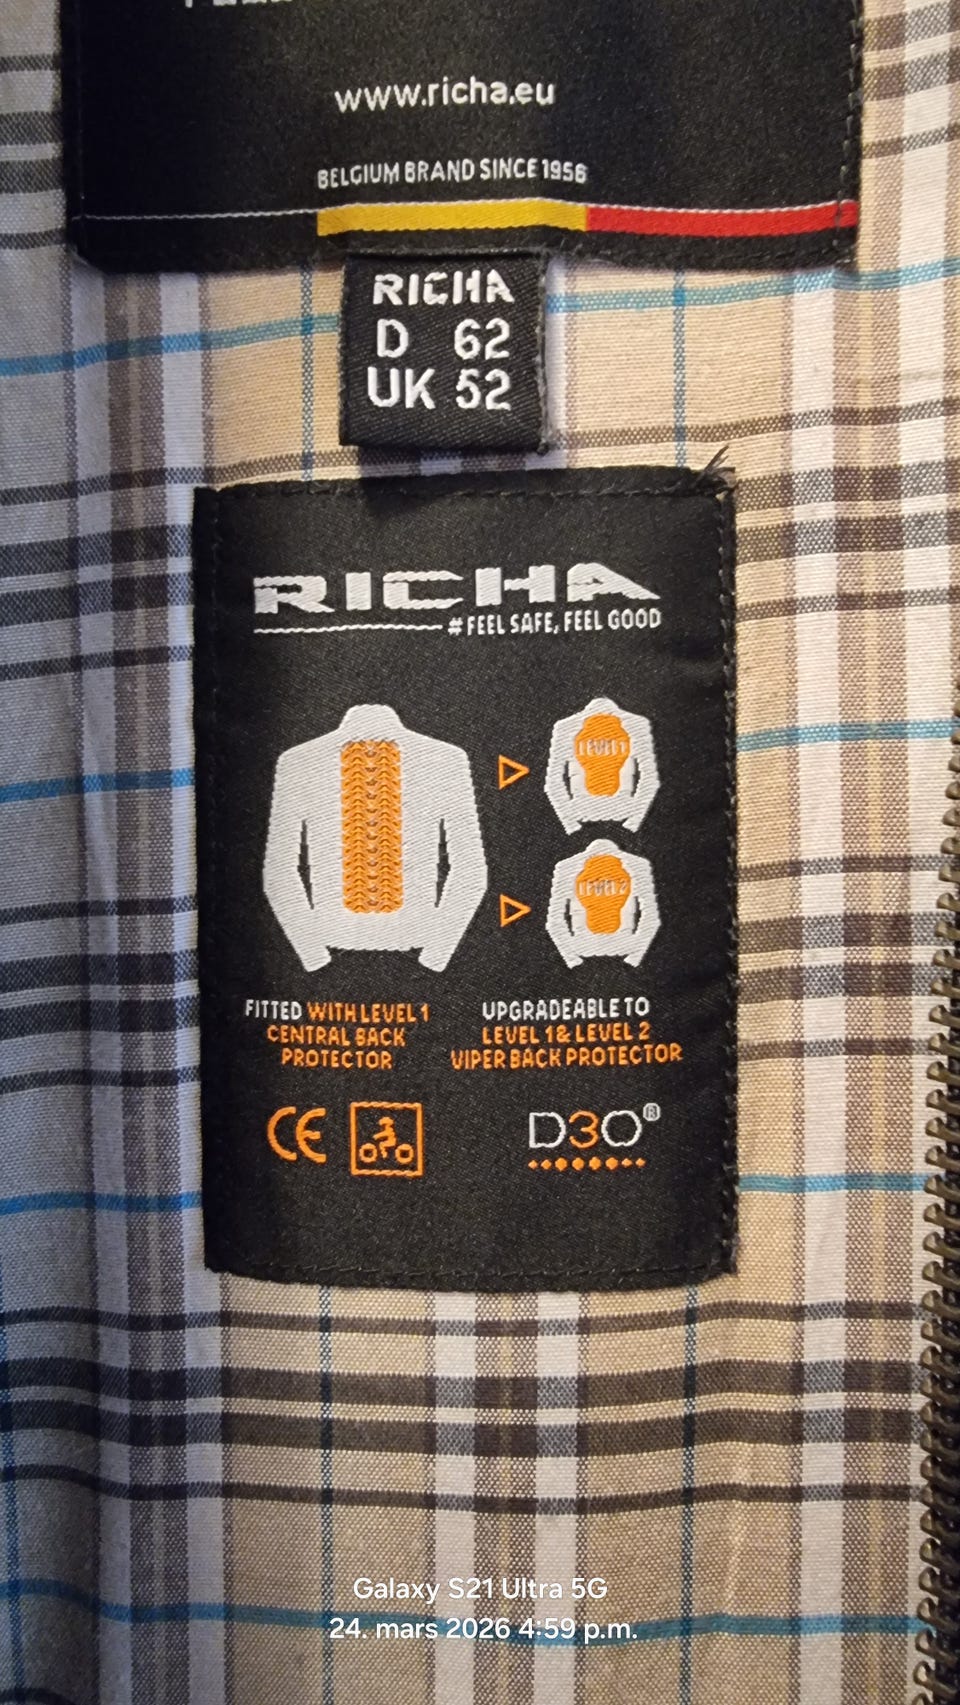 www.richa.eu
BELGIUM BRAND SINCE 1956
RICHA
D 62
UK 52
RICHA
#FEEL SAFE, FEEL GOOD
LEVEL 1
LEVEL 2
FITTED WITH LEVEL 1
CENTRAL BACK
PROTECTOR
UPGRADEABLE TO
LEVEL 1 & LEVEL 2
VIPER BACK PROTECTOR
CE
D3O®
Galaxy S21 Ultra 5G
24. mars 2026 4:59 p.m.